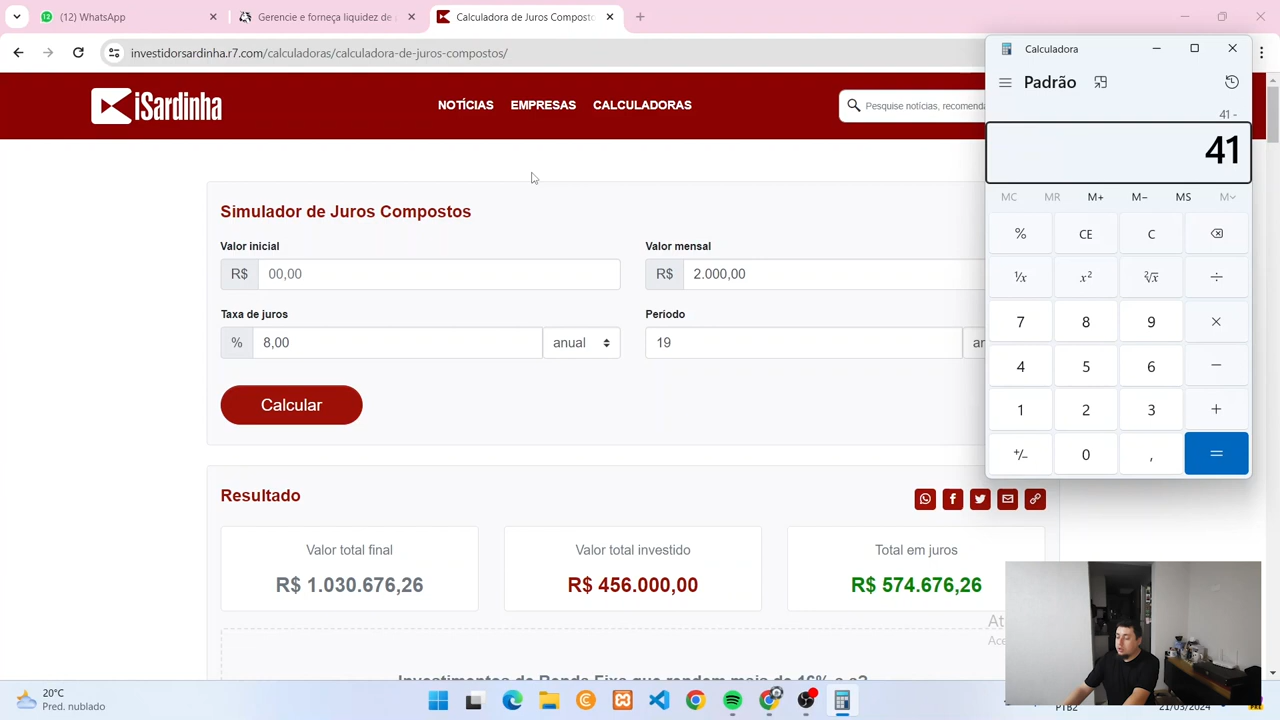 (12) WhatsApp
Gerencie e forneça liquidez de
Calculadora de Juros Compost
investidorsardinha.r7.com/calculadoras/calculadora-de-juros-compostos/
iSardinha
NOTÍCIAS EMPRESAS CALCULADORAS
Pesquise notícias, recomenda
Simulador de Juros Compostos
Valor inicial
R$ 00,00
Valor mensal
R$ 2.000,00
Taxa de juros
% 8,00 anual
Período
19
Calcular
Resultado
Valor total final
R$ 1.030.676,26
Valor total investido
R$ 456.000,00
Total em juros
R$ 574.676,26
Calculadora
Padrão
41 -
41
MC MR M+ M− MS M
% CE C
¹/x x² ²√x ÷
7 8 9 ×
4 5 6 −
1 2 3 +
+/− 0 , =
20°C
Pred. nublado
PTB2
21/03/2024